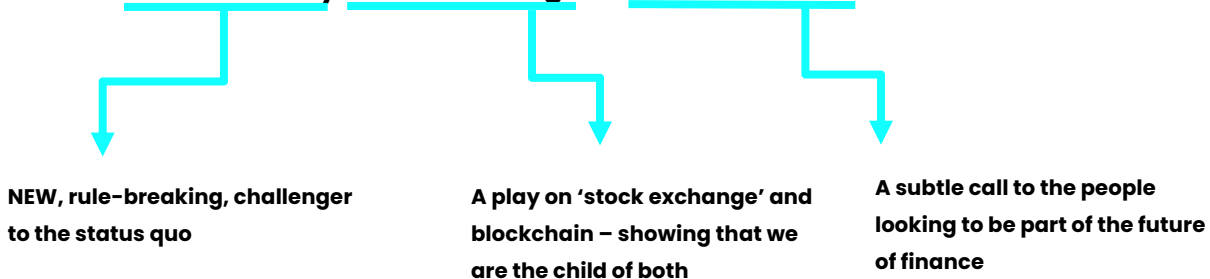 NEW, rule-breaking, challenger
to the status quo
A play on ‘stock exchange’ and
blockchain – showing that we
are the child of both
A subtle call to the people
looking to be part of the future
of finance